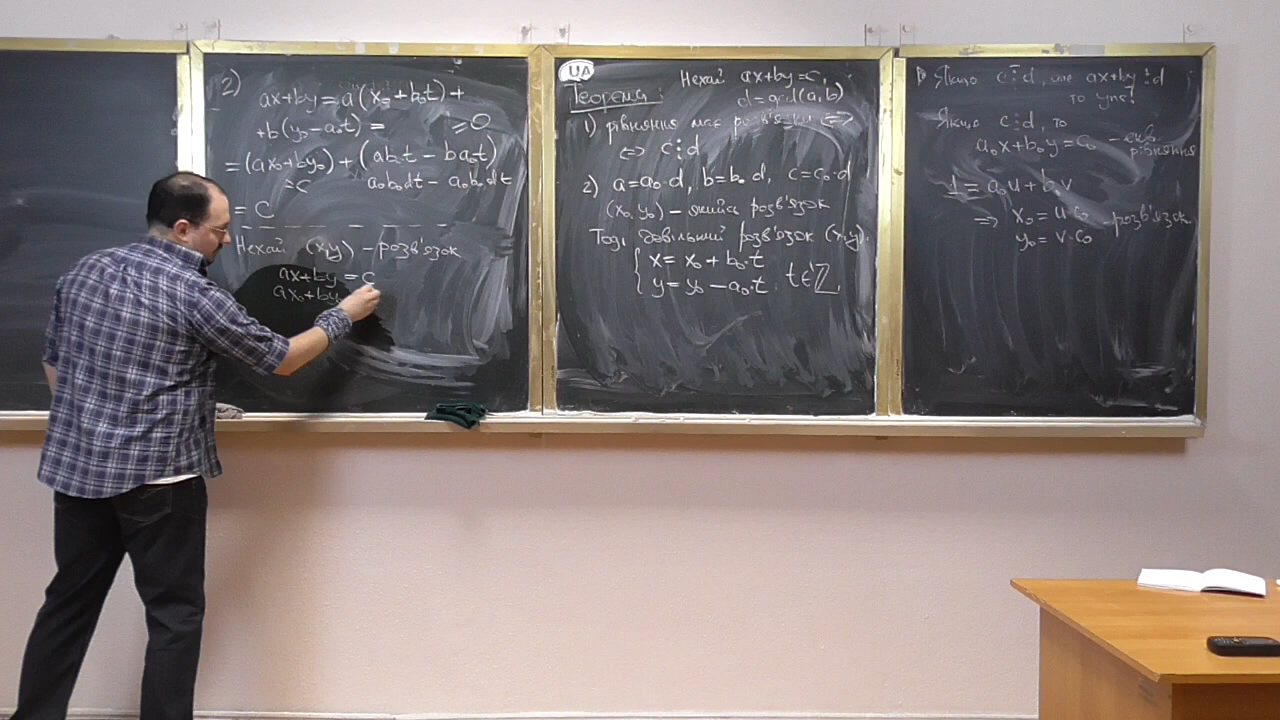 2) ax+by = a(x₀+b₀t)+
+b(y₀-a₀t) = =0
=(ax₀+by₀)+(ab₀t - ba₀t)
=c a₀b₀dt - a₀b₀dt
= c
Нехай (x,y) - розв'язок
ax+by = c
ax₀+by₀
UA
Теорема: Нехай ax+by=c,
d=gcd(a,b)
1) рівняння має розв'язки <=>
<=> c⋮d
2) a=a₀·d, b=b₀·d, c=c₀·d
(x₀,y₀) - якийсь розв'язок
Тоді довільний розв'язок (x,y).
{ x = x₀ + b₀·t
y = y₀ - a₀·t, t∈ℤ.
Якщо c⋮d, але ax+by⋮d
то упс!
Якщо c⋮d, то
a₀x+b₀y=c₀ - екв.
рівняння
1 = a₀u+b₀v
=> x₀ = u·c₀ - розв'язок.
y₀ = v·c₀